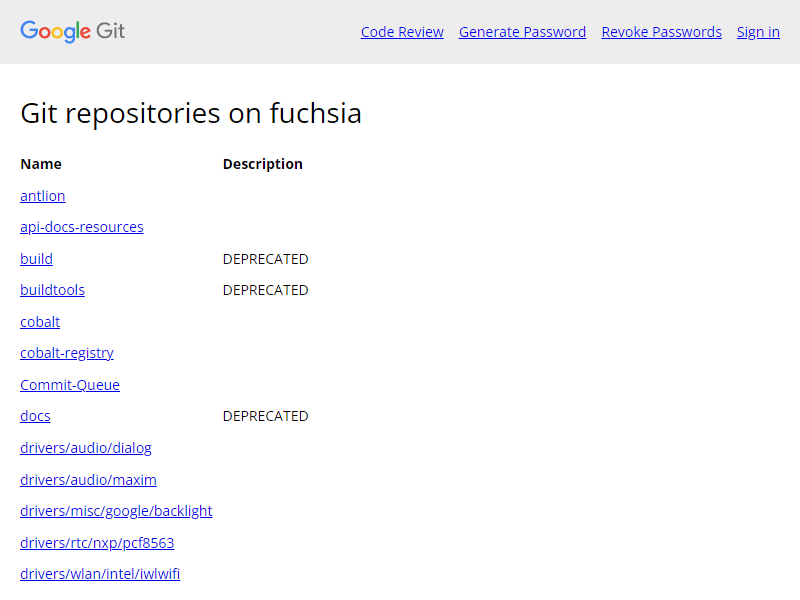 Google Git
Code Review Generate Password Revoke Passwords Sign in
Git repositories on fuchsia
Name Description
antlion
api-docs-resources
build DEPRECATED
buildtools DEPRECATED
cobalt
cobalt-registry
Commit-Queue
docs DEPRECATED
drivers/audio/dialog
drivers/audio/maxim
drivers/misc/google/backlight
drivers/rtc/nxp/pcf8563
drivers/wlan/intel/iwlwifi